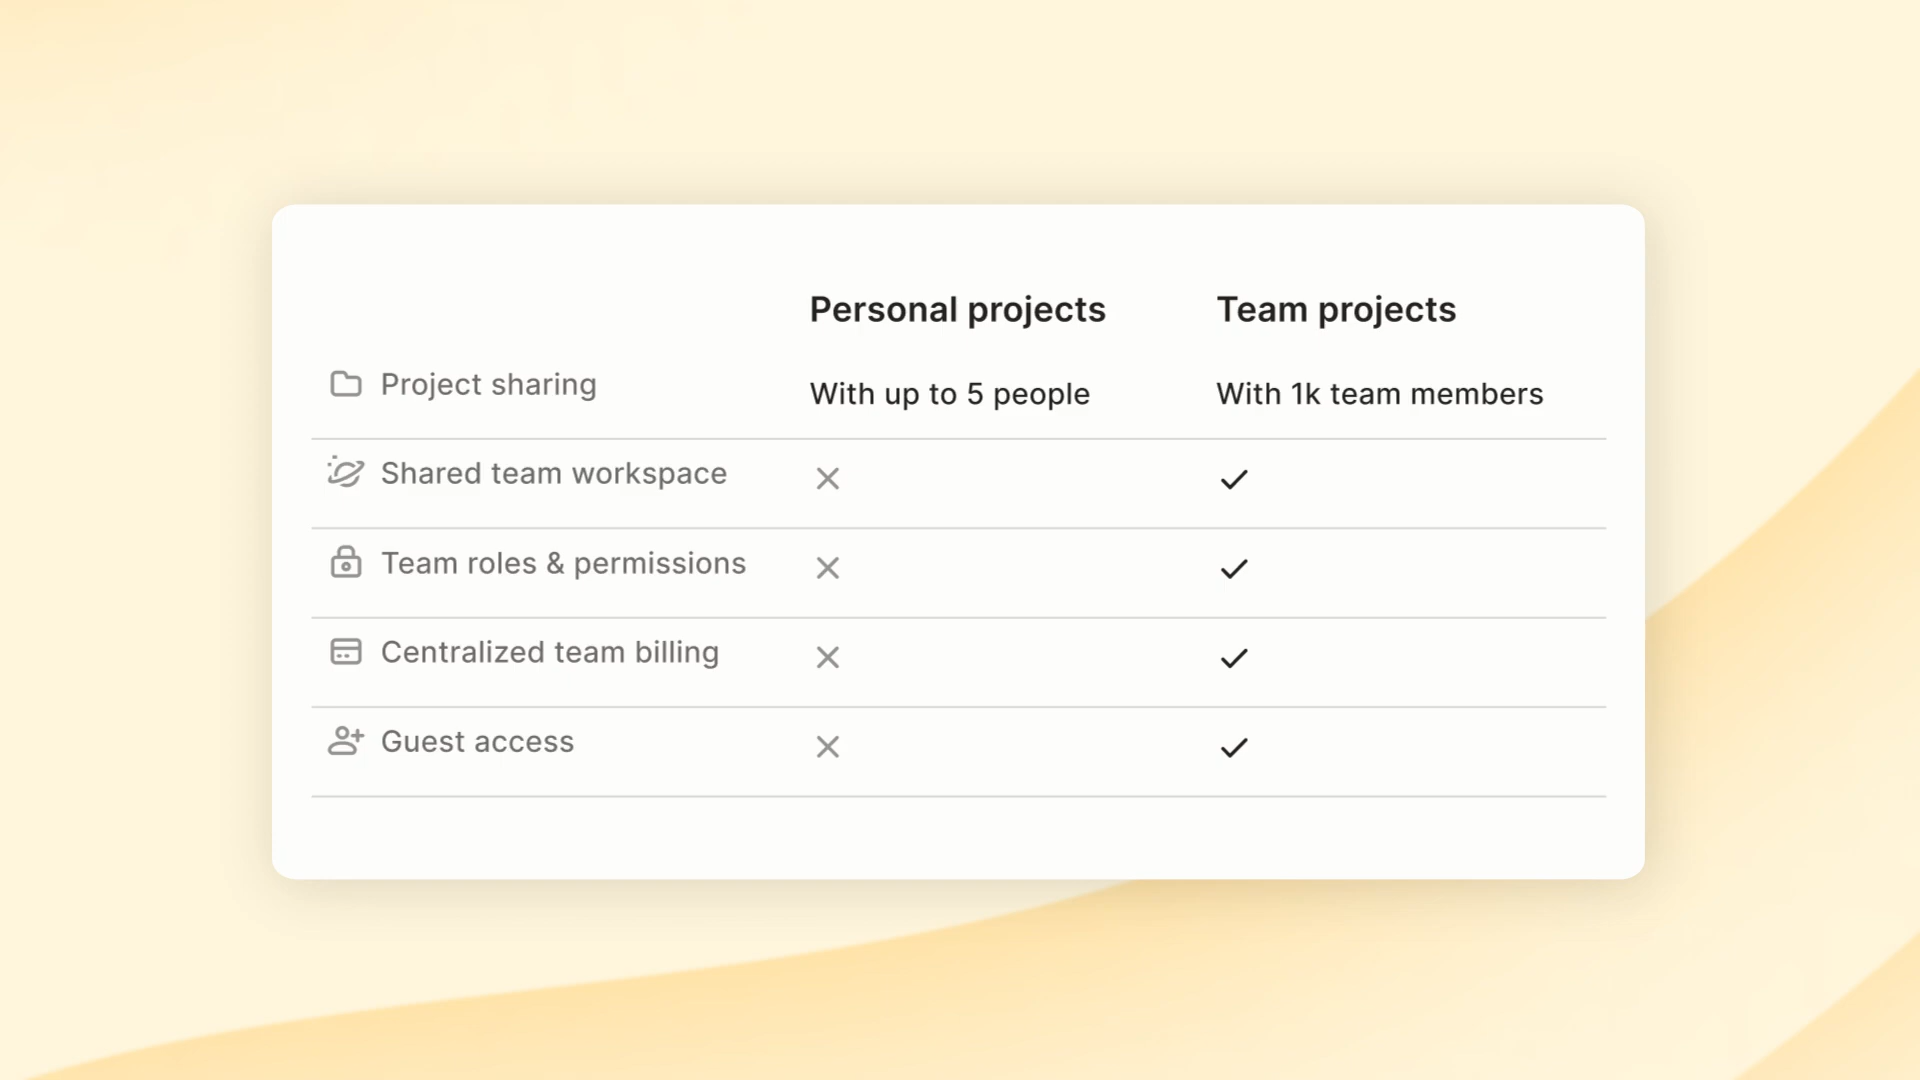 Personal projects
Team projects
Project sharing
With up to 5 people
With 1k team members
Shared team workspace
Team roles & permissions
Centralized team billing
Guest access